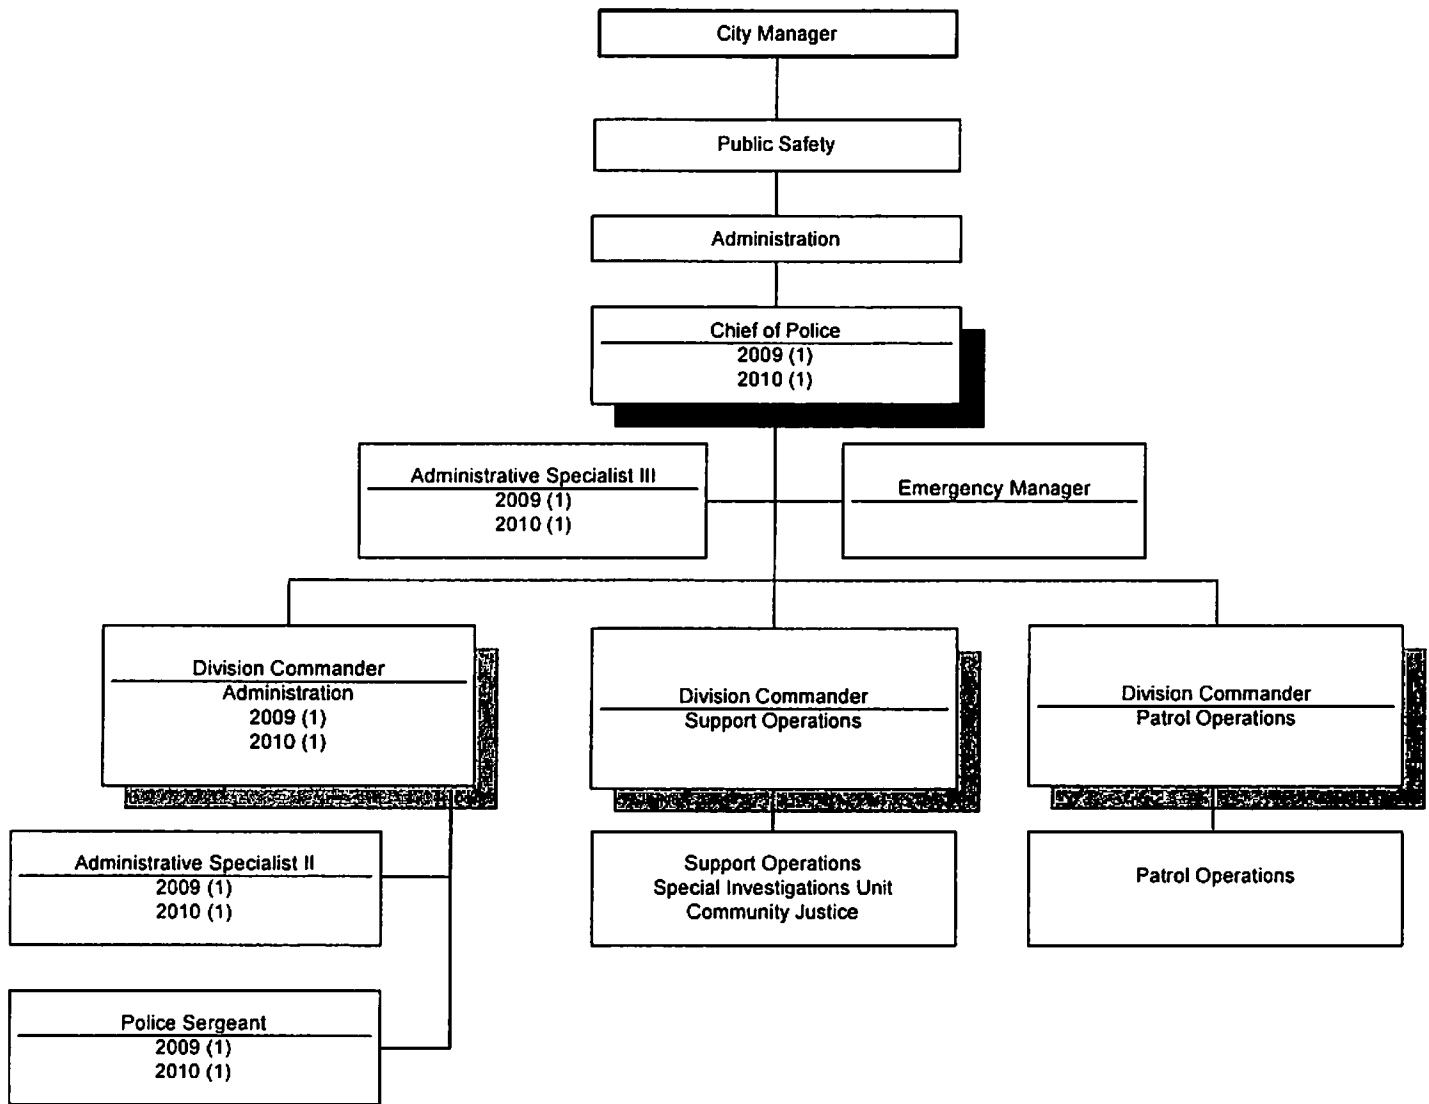 City Manager
Public Safety
Administration
Chief of Police
2009 (1)
2010 (1)
Administrative Specialist III
2009 (1)
2010 (1)
Emergency Manager
Division Commander
Administration
2009 (1)
2010 (1)
Division Commander
Support Operations
Division Commander
Patrol Operations
Administrative Specialist II
2009 (1)
2010 (1)
Support Operations
Special Investigations Unit
Community Justice
Patrol Operations
Police Sergeant
2009 (1)
2010 (1)